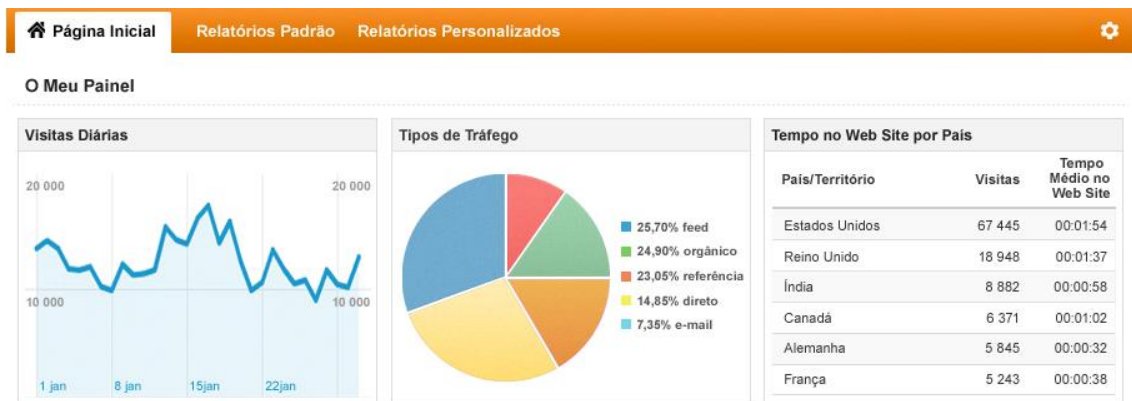 Página Inicial Relatórios Padrão Relatórios Personalizados
O Meu Painel
Visitas Diárias
20 000 20 000
10 000 10 000
1 jan 8 jan 15jan 22jan
Tipos de Tráfego
25,70% feed
24,90% orgânico
23,05% referência
14,85% direto
7,35% e-mail
Tempo no Web Site por País
País/Território Visitas Tempo Médio no Web Site
Estados Unidos 67 445 00:01:54
Reino Unido 18 948 00:01:37
Índia 8 882 00:00:58
Canadá 6 371 00:01:02
Alemanha 5 845 00:00:32
França 5 243 00:00:38